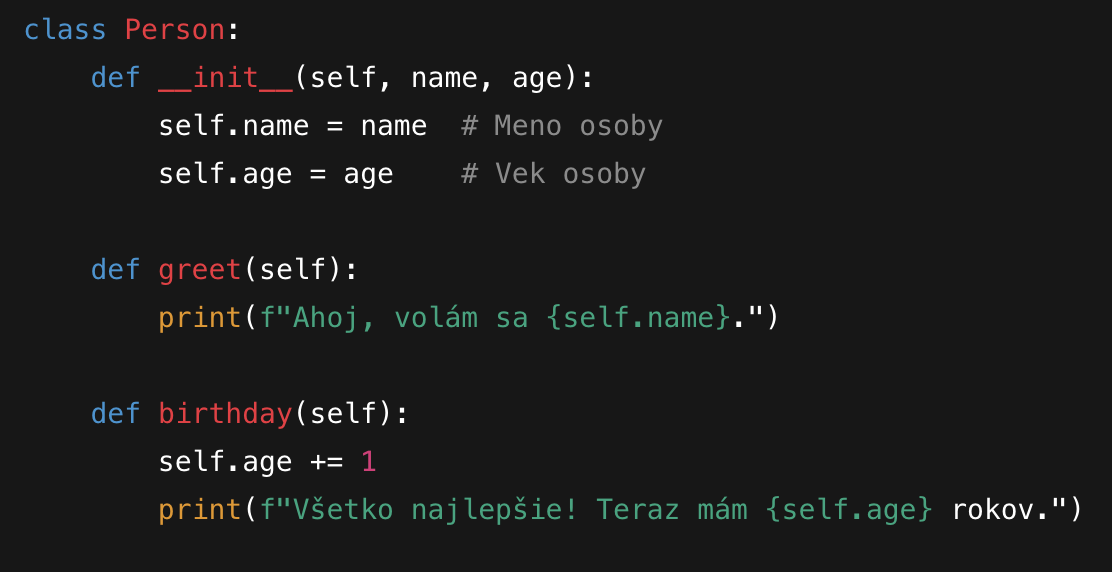 class Person:
    def __init__(self, name, age):
        self.name = name  # Meno osoby
        self.age = age    # Vek osoby
    def greet(self):
        print(f"Ahoj, volám sa {self.name}.")
    def birthday(self):
        self.age += 1
        print(f"Všetko najlepšie! Teraz mám {self.age} rokov.")